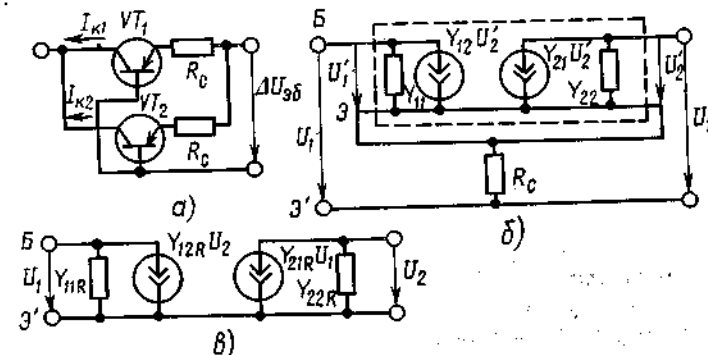 I_к1 VT_1
R_c
I_к2 VT_2
ΔU_эб
R_c
а)
Б Y_12 U'_2 Y_21 U'_2
U'_1 Y_11 Y_22 U'_2
Э
U_1
R_c
Э'
б)
Б Y_12R U_2 Y_21R U_1
U_1 Y_11R Y_22R U_2
Э'
в)